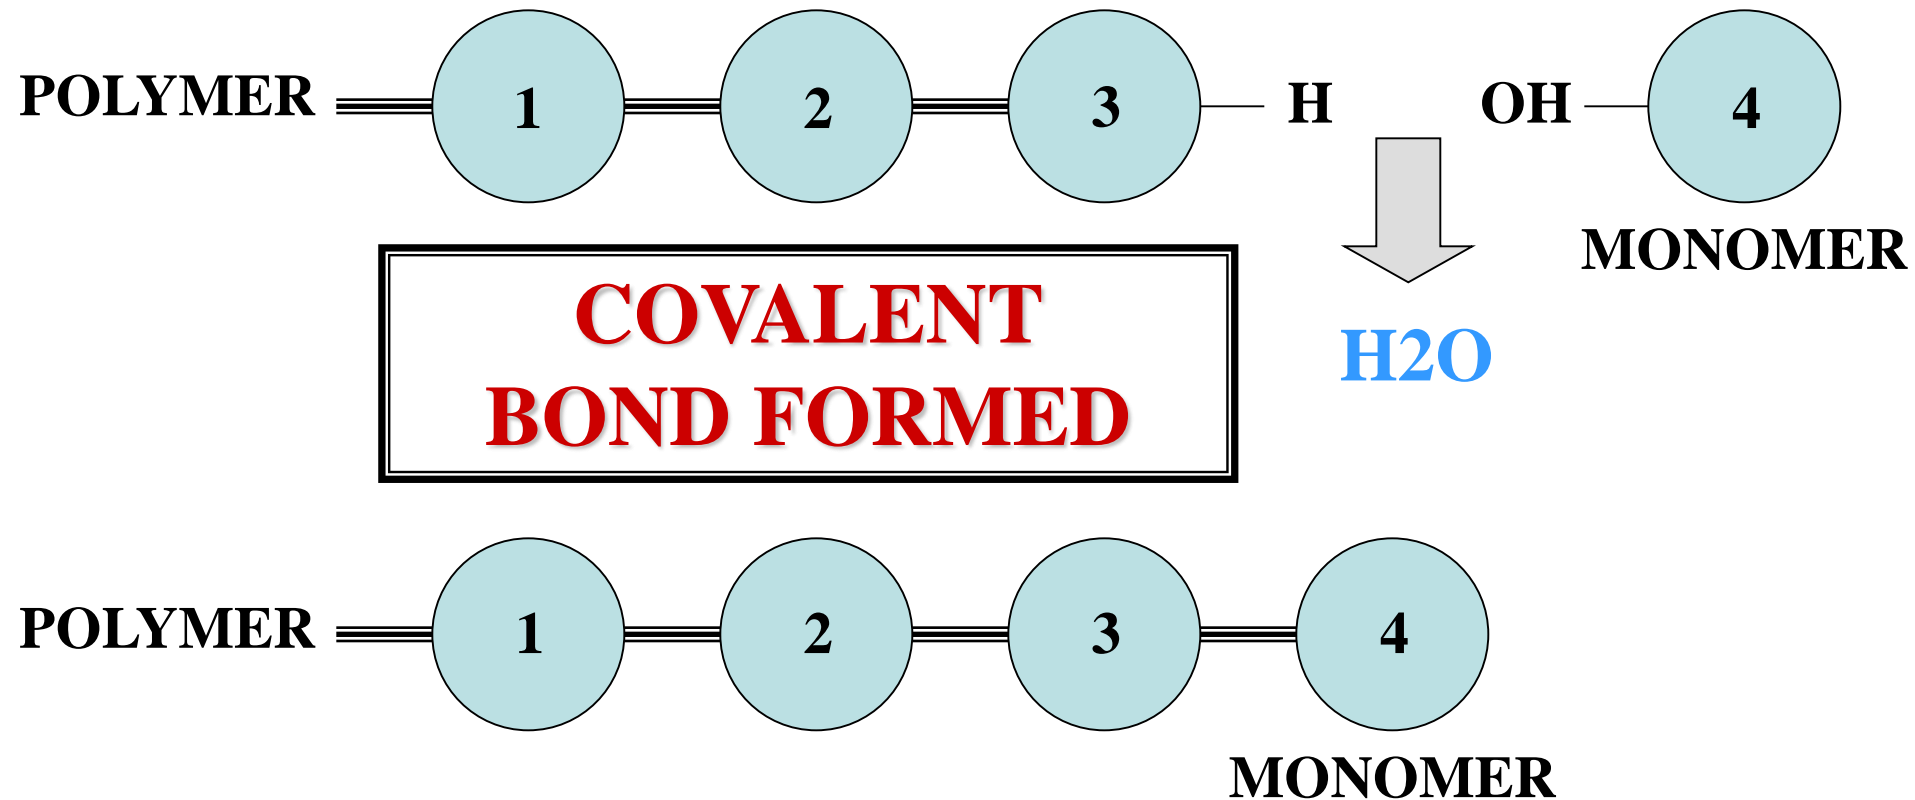 POLYMER 1 2 3 H OH 4
MONOMER
COVALENT
BOND FORMED
H2O
POLYMER 1 2 3 4
MONOMER